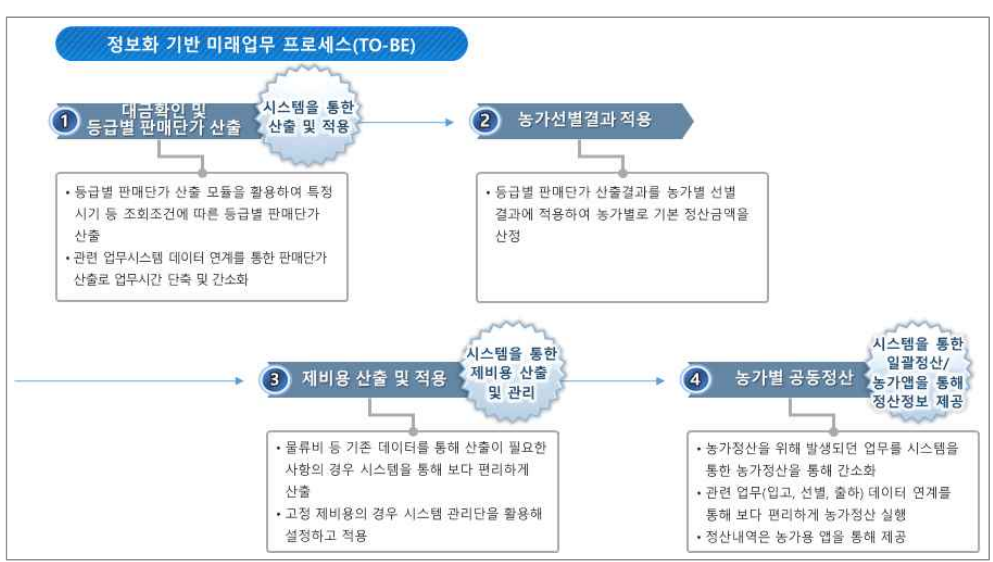 정보화 기반 미래업무 프로세스(TO-BE)
1
대금확인 및
등급별 판매단가 산출
시스템을 통한
산출 및 적용
2
농가선별결과 적용
• 등급별 판매단가 산출 모듈을 활용하여 특정
시기 등 조회조건에 따른 등급별 판매단가
산출
• 관련 업무시스템 데이터 연계를 통한 판매단가
산출로 업무시간 단축 및 간소화
• 등급별 판매단가 산출결과를 농가별 선별
결과에 적용하여 농가별로 기본 정산금액을
산정
3
제비용 산출 및 적용
시스템을 통한
제비용 산출
및 관리
4
농가별 공동정산
시스템을 통한
일괄정산/
농가앱을 통해
정산정보 제공
• 물류비 등 기존 데이터를 통해 산출이 필요한
사항의 경우 시스템을 통해 보다 편리하게
산출
• 고정 제비용의 경우 시스템 관리단을 활용해
설정하고 적용
• 농가정산을 위해 발생되던 업무를 시스템을
통한 농가정산을 통해 간소화
• 관련 업무(입고, 선별, 출하) 데이터 연계를
통해 보다 편리하게 농가정산 실행
• 정산내역은 농가용 앱을 통해 제공